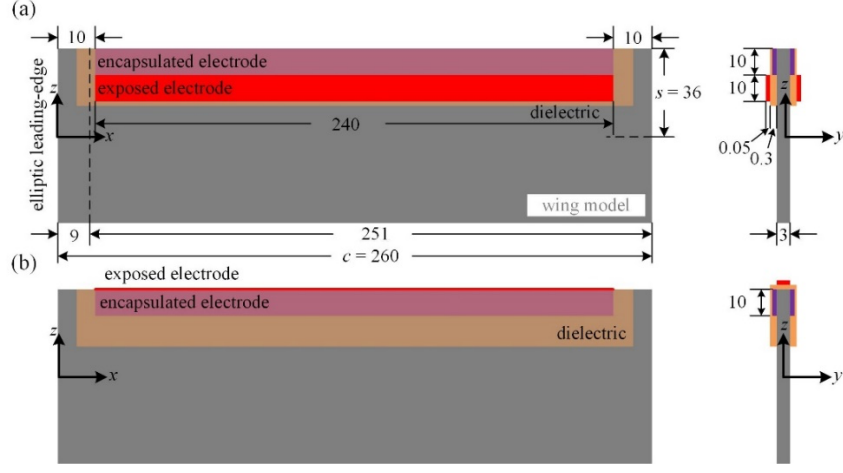 (a)
10
10
encapsulated electrode
exposed electrode
dielectric
s = 36
240
z
x
elliptic leading-edge
wing model
9
251
c = 260
10
10
z
y
0.05
0.3
3
(b)
exposed electrode
encapsulated electrode
dielectric
z
x
10
z
y